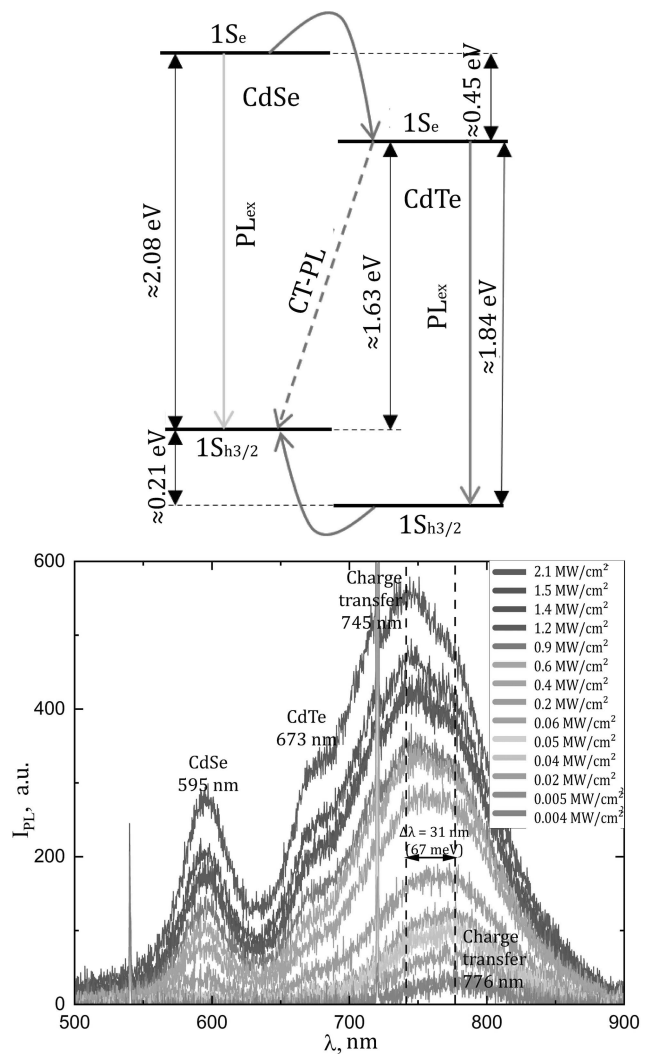 1Se
CdSe
≈0.45 eV
1Se
CdTe
≈2.08 eV
PLex
CT-PL
≈1.63 eV
PLex
≈1.84 eV
1Sh3/2
≈0.21 eV
1Sh3/2
600
400
200
0
IPL, a.u.
Charge
transfer
745 nm
CdTe
673 nm
CdSe
595 nm
2.1 MW/cm²
1.5 MW/cm²
1.4 MW/cm²
1.2 MW/cm²
0.9 MW/cm²
0.6 MW/cm²
0.4 MW/cm²
0.2 MW/cm²
0.06 MW/cm²
0.05 MW/cm²
0.04 MW/cm²
0.02 MW/cm²
0.005 MW/cm²
0.004 MW/cm²
Δλ = 31 nm
(67 meV)
Charge
transfer
776 nm
500
600
700
800
900
λ, nm